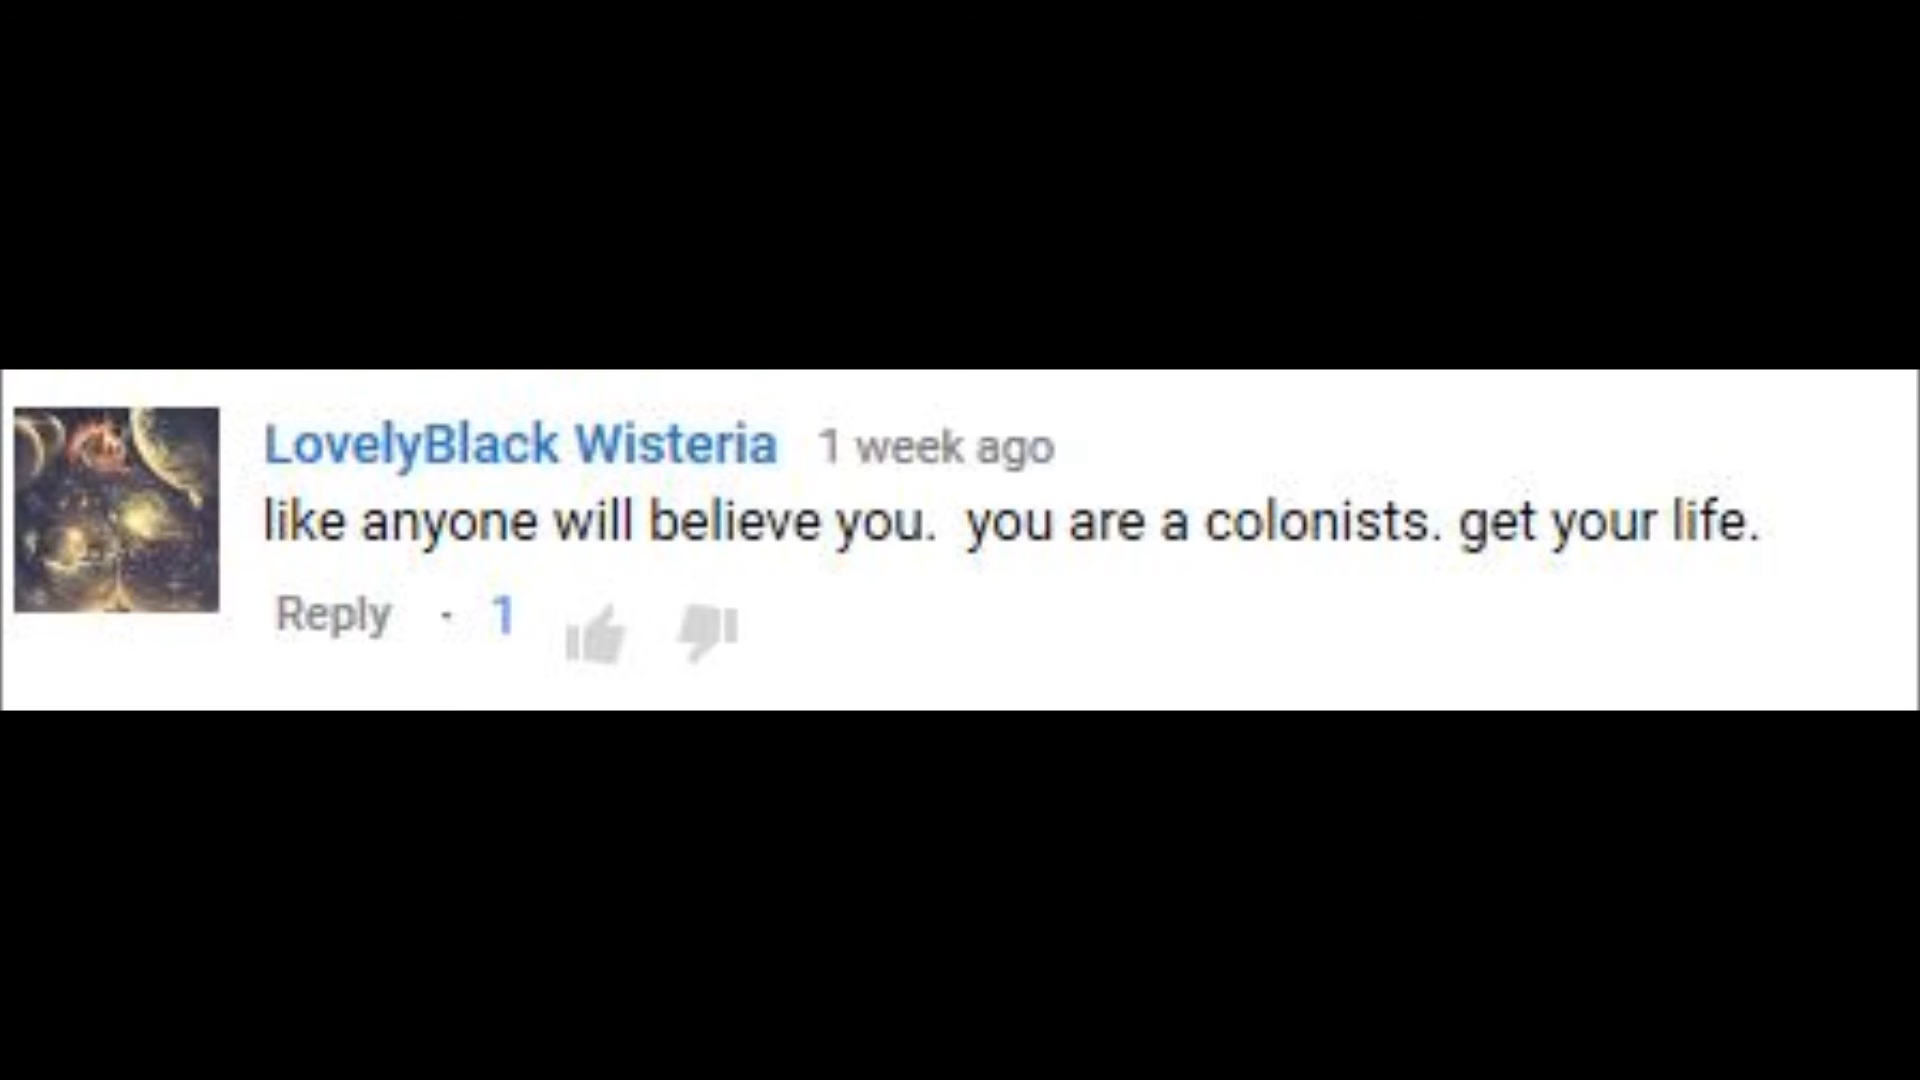 LovelyBlack Wisteria 1 week ago
like anyone will believe you.  you are a colonists. get your life.
Reply · 1